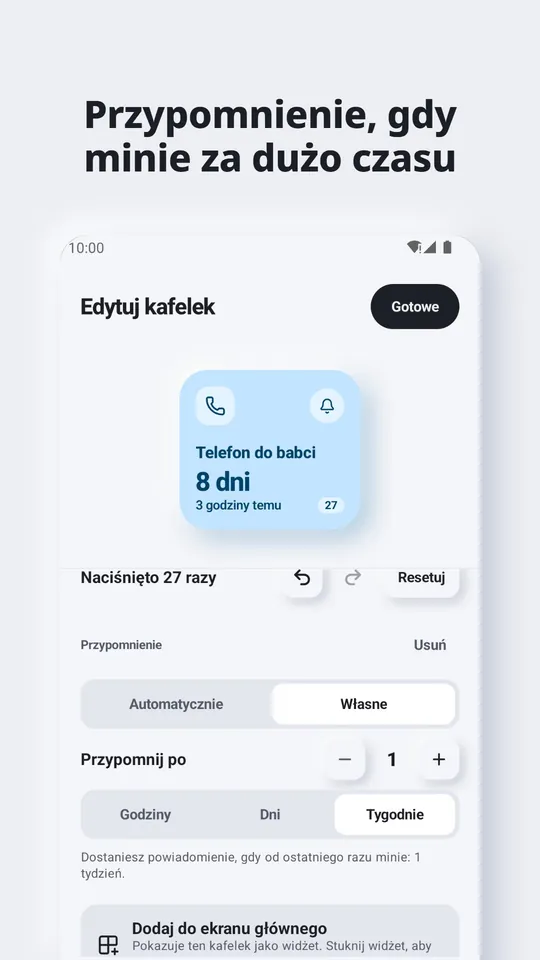 Przypomnienie, gdy
minie za dużo czasu
10:00
Edytuj kafelek
Gotowe
Telefon do babci
8 dni
3 godziny temu
27
Naciśnięto 27 razy
Resetuj
Przypomnienie
Usuń
Automatycznie
Własne
Przypomnij po
1
Godziny
Dni
Tygodnie
Dostaniesz powiadomienie, gdy od ostatniego razu minie: 1
tydzień.
Dodaj do ekranu głównego
Pokazuje ten kafelek jako widżet. Stuknij widżet, aby